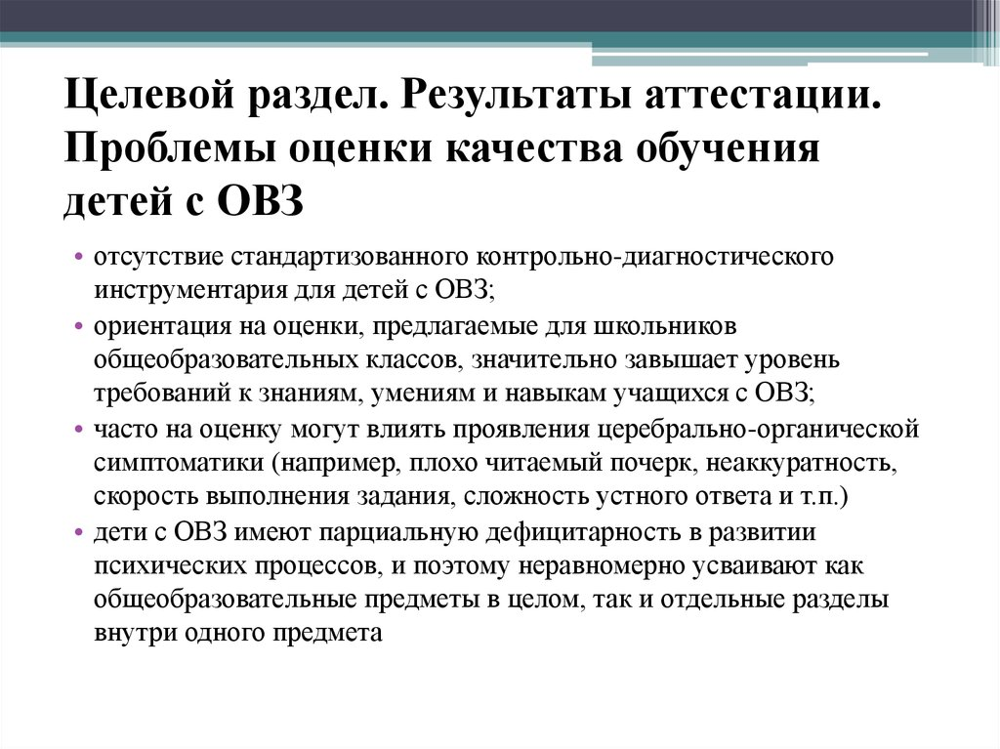 Целевой раздел. Результаты аттестации.
Проблемы оценки качества обучения
детей с ОВЗ
• отсутствие стандартизованного контрольно-диагностического
инструментария для детей с ОВЗ;
• ориентация на оценки, предлагаемые для школьников
общеобразовательных классов, значительно завышает уровень
требований к знаниям, умениям и навыкам учащихся с ОВЗ;
• часто на оценку могут влиять проявления церебрально-органической
симптоматики (например, плохо читаемый почерк, неаккуратность,
скорость выполнения задания, сложность устного ответа и т.п.)
• дети с ОВЗ имеют парциальную дефицитарность в развитии
психических процессов, и поэтому неравномерно усваивают как
общеобразовательные предметы в целом, так и отдельные разделы
внутри одного предмета